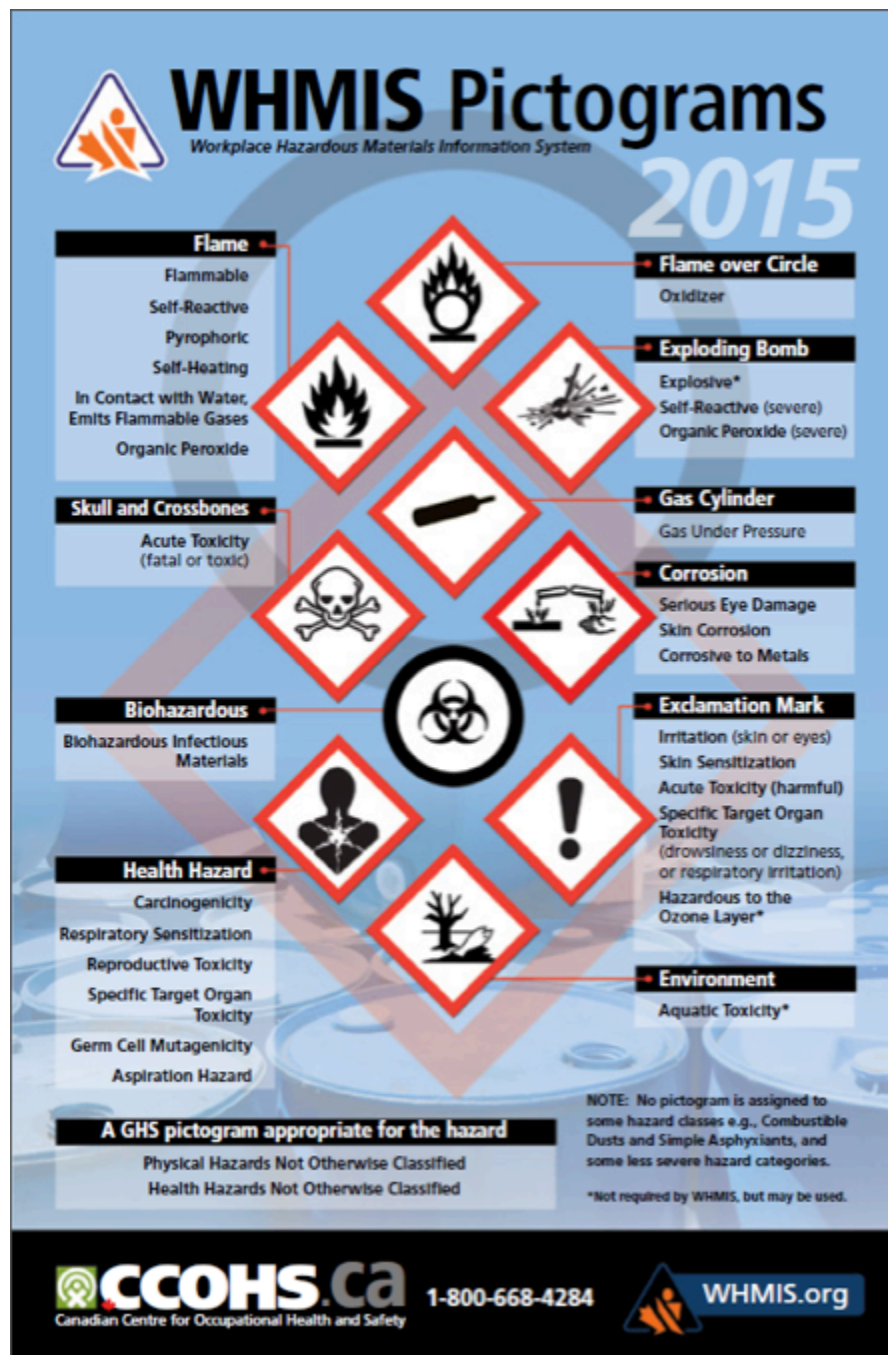 WHMIS Pictograms
Workplace Hazardous Materials Information System
2015
Flame
Flammable
Self-Reactive
Pyrophoric
Self-Heating
In Contact with Water,
Emits Flammable Gases
Organic Peroxide
Skull and Crossbones
Acute Toxicity
(fatal or toxic)
Biohazardous
Biohazardous Infectious
Materials
Health Hazard
Carcinogenicity
Respiratory Sensitization
Reproductive Toxicity
Specific Target Organ
Toxicity
Germ Cell Mutagenicity
Aspiration Hazard
Flame over Circle
Oxidizer
Exploding Bomb
Explosive*
Self-Reactive (severe)
Organic Peroxide (severe)
Gas Cylinder
Gas Under Pressure
Corrosion
Serious Eye Damage
Skin Corrosion
Corrosive to Metals
Exclamation Mark
Irritation (skin or eyes)
Skin Sensitization
Acute Toxicity (harmful)
Specific Target Organ
Toxicity
(drowsiness or dizziness,
or respiratory irritation)
Hazardous to the
Ozone Layer*
Environment
Aquatic Toxicity*
A GHS pictogram appropriate for the hazard
Physical Hazards Not Otherwise Classified
Health Hazards Not Otherwise Classified
NOTE: No pictogram is assigned to
some hazard classes e.g., Combustible
Dusts and Simple Asphyxiants, and
some less severe hazard categories.
*Not required by WHMIS, but may be used.
CCOHS.ca
Canadian Centre for Occupational Health and Safety
1-800-668-4284
WHMIS.org